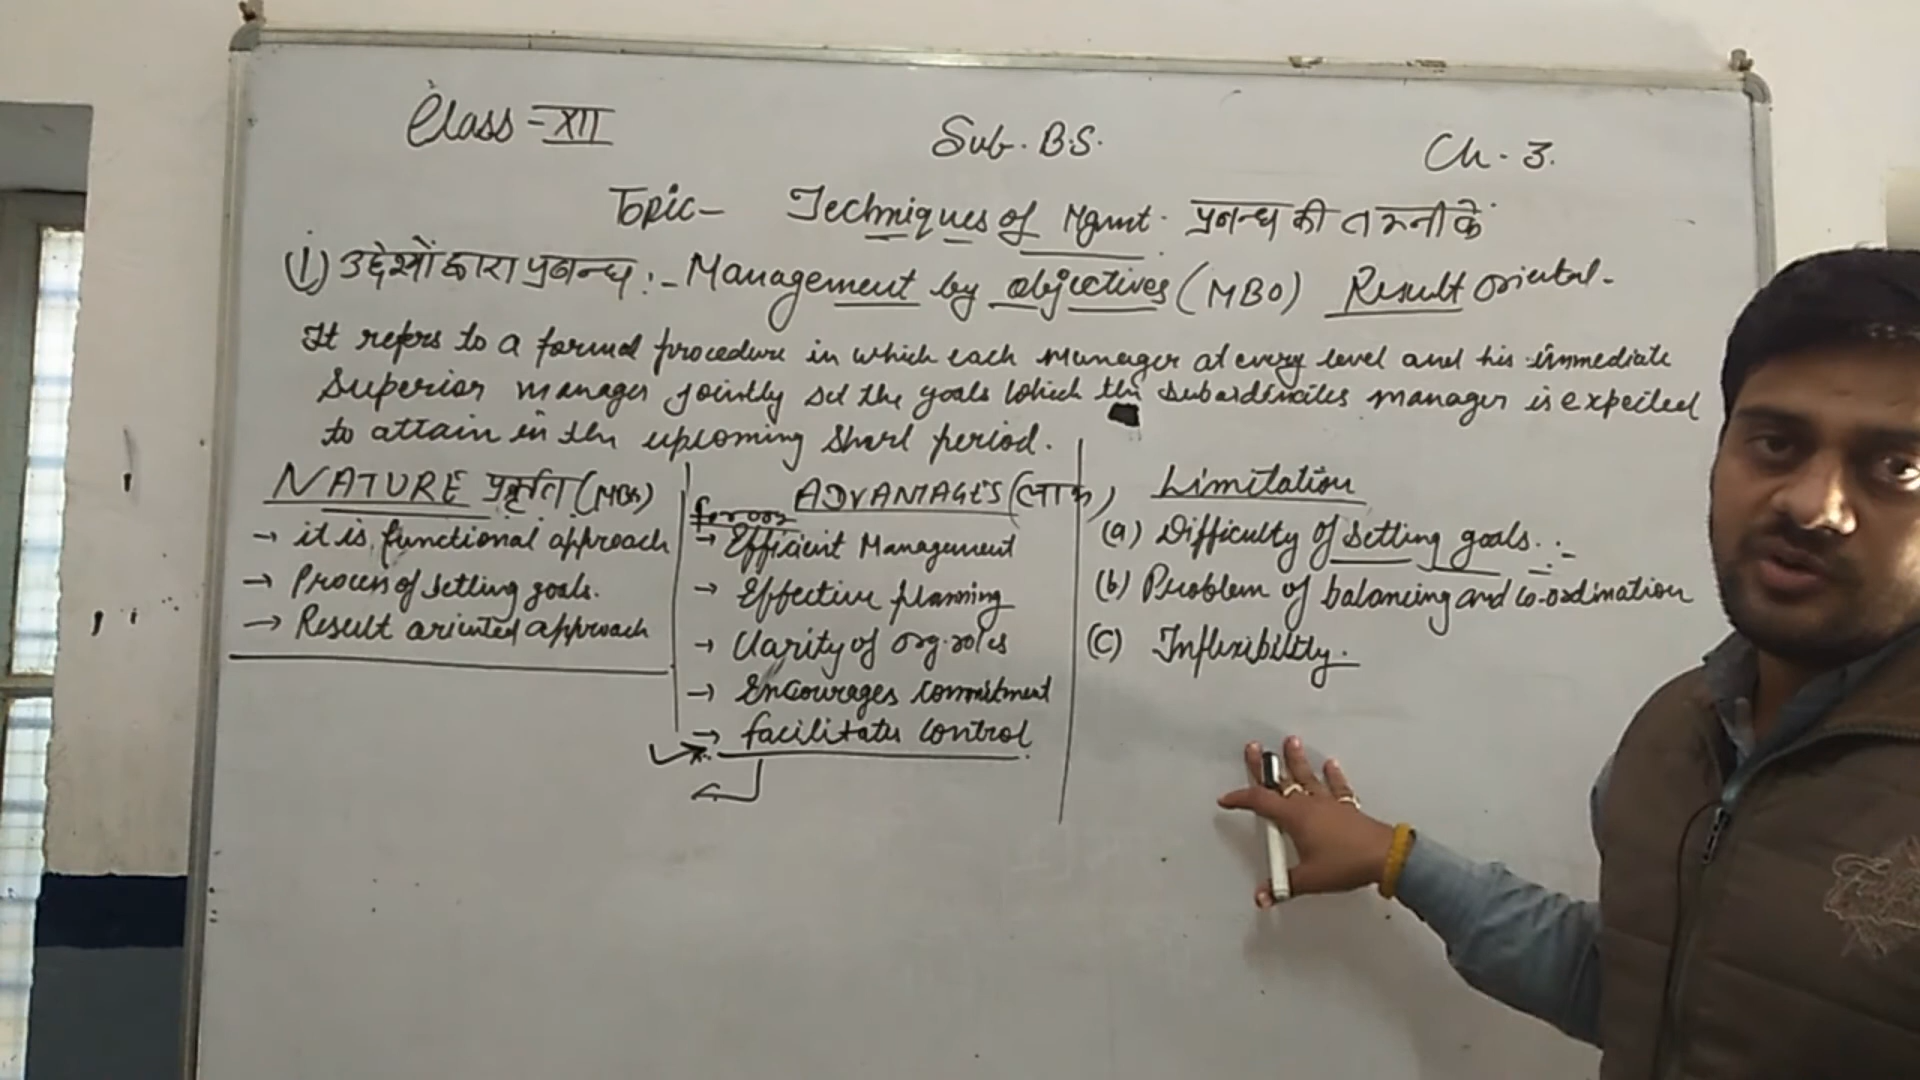 Class - XII
Sub. B.S.
Ch. 3.
Topic- Techniques of Mgmt. प्रबन्ध की तकनीकें
(1) उद्देश्यों द्वारा प्रबन्ध :- Management by objectives (MBO) Result oriental.
It refers to a formal procedure in which each manager at every level and his immediate
Superior manager jointly set the goals which the subordinates manager is expected
to attain in the upcoming short period.
NATURE प्रकृति (MBO)
→ it is functional approach
→ Process of setting goals.
→ Result oriented approach
ADVANTAGES (लाभ)
→ Efficient Management
→ Effective planning
→ Clarity of org. roles
→ Encourages commitment
→ facilitates control
Limitation
(a) Difficulty of setting goals.
(b) Problem of balancing and co-ordination
(C) Inflexibility.